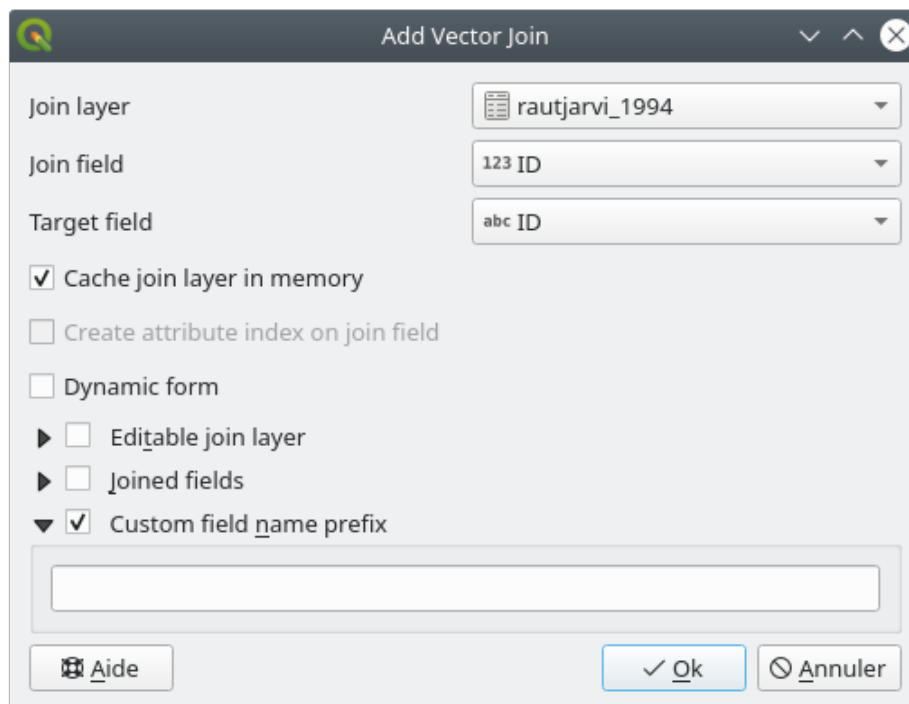 Add Vector Join
Join layer rautjarvi_1994
Join field 123 ID
Target field abc ID
Cache join layer in memory
Create attribute index on join field
Dynamic form
Editable join layer
Joined fields
Custom field name prefix
Aide Ok Annuler